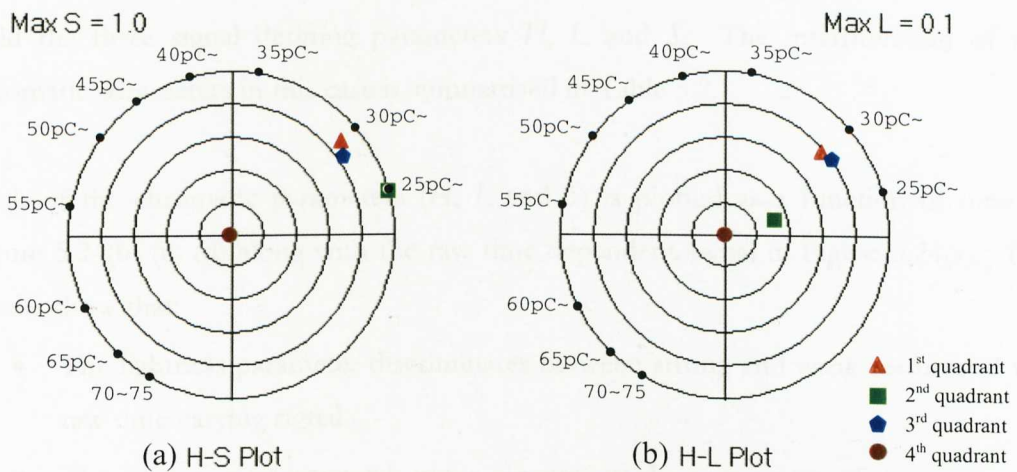 Max S = 1.0
Max L = 0.1
40pC~
35pC~
45pC~
30pC~
50pC~
25pC~
55pC~
60pC~
65pC~
70~75
40pC~
35pC~
45pC~
30pC~
50pC~
25pC~
55pC~
60pC~
65pC~
70~75
1st quadrant
2nd quadrant
3rd quadrant
4th quadrant
(a) H-S Plot
(b) H-L Plot